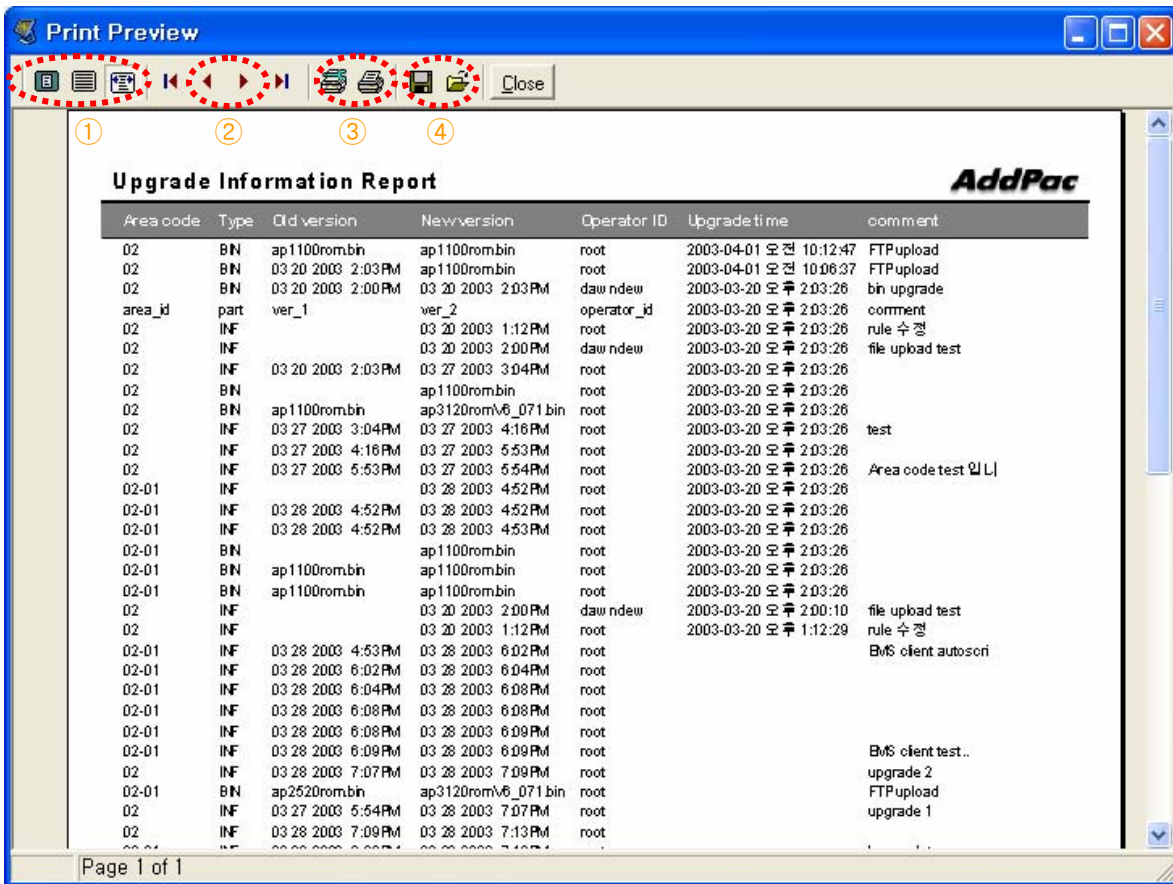 Print Preview
Close
① ② ③ ④
Upgrade Information Report AddPac
Area code Type Old version New version Operator ID Upgrade time comment
02 BIN ap1100rom.bin ap1100rom.bin root 2003-04-01 오전 10:12:47 FTP upload
02 BIN 03 20 2003 2:03PM ap1100rom.bin root 2003-04-01 오전 10:06:37 FTP upload
02 BIN 03 20 2003 2:00PM 03 20 2003 2:03PM dawndew 2003-03-20 오후 2:03:26 bin upgrade
area_id part ver_1 ver_2 operator_id 2003-03-20 오후 2:03:26 comment
02 INF 03 20 2003 1:12PM root 2003-03-20 오후 2:03:26 rule 수정
02 INF 03 20 2003 2:00PM dawndew 2003-03-20 오후 2:03:26 file upload test
02 INF 03 20 2003 2:03PM 03 27 2003 3:04PM root 2003-03-20 오후 2:03:26
02 BIN ap1100rom.bin root 2003-03-20 오후 2:03:26
02 BIN ap1100rom.bin ap3120romV6_071.bin root 2003-03-20 오후 2:03:26
02 INF 03 27 2003 3:04PM 03 27 2003 4:16PM root 2003-03-20 오후 2:03:26 test
02 INF 03 27 2003 4:16PM 03 27 2003 5:53PM root 2003-03-20 오후 2:03:26
02 INF 03 27 2003 5:53PM 03 27 2003 5:54PM root 2003-03-20 오후 2:03:26 Area code test 입니
02-01 INF 03 28 2003 4:52PM root 2003-03-20 오후 2:03:26
02-01 INF 03 28 2003 4:52PM 03 28 2003 4:52PM root 2003-03-20 오후 2:03:26
02-01 INF 03 28 2003 4:52PM 03 28 2003 4:53PM root 2003-03-20 오후 2:03:26
02-01 BIN ap1100rom.bin root 2003-03-20 오후 2:03:26
02-01 BIN ap1100rom.bin ap1100rom.bin root 2003-03-20 오후 2:03:26
02-01 BIN ap1100rom.bin ap1100rom.bin root 2003-03-20 오후 2:03:26
02 INF 03 20 2003 2:00PM dawndew 2003-03-20 오후 2:00:10 file upload test
02 INF 03 20 2003 1:12PM root 2003-03-20 오후 1:12:29 rule 수정
02-01 INF 03 28 2003 4:53PM 03 28 2003 6:02PM root EMS client autoscri
02-01 INF 03 28 2003 6:02PM 03 28 2003 6:04PM root
02-01 INF 03 28 2003 6:04PM 03 28 2003 6:08PM root
02-01 INF 03 28 2003 6:08PM 03 28 2003 6:08PM root
02-01 INF 03 28 2003 6:08PM 03 28 2003 6:09PM root
02-01 INF 03 28 2003 6:09PM 03 28 2003 6:09PM root EMS client test..
02 INF 03 28 2003 7:07PM 03 28 2003 7:09PM root upgrade 2
02-01 BIN ap2520rom.bin ap3120romV6_071.bin root FTP upload
02 INF 03 27 2003 5:54PM 03 28 2003 7:07PM root upgrade 1
02 INF 03 28 2003 7:09PM 03 28 2003 7:13PM root
Page 1 of 1